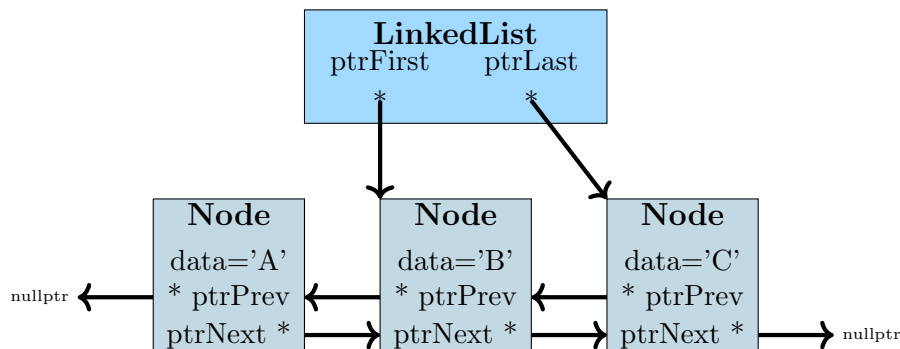 LinkedList
ptrFirst ptrLast
* *
Node Node Node
data='A' data='B' data='C'
nullptr * ptrPrev * ptrPrev * ptrPrev
ptrNext * ptrNext * ptrNext * nullptr